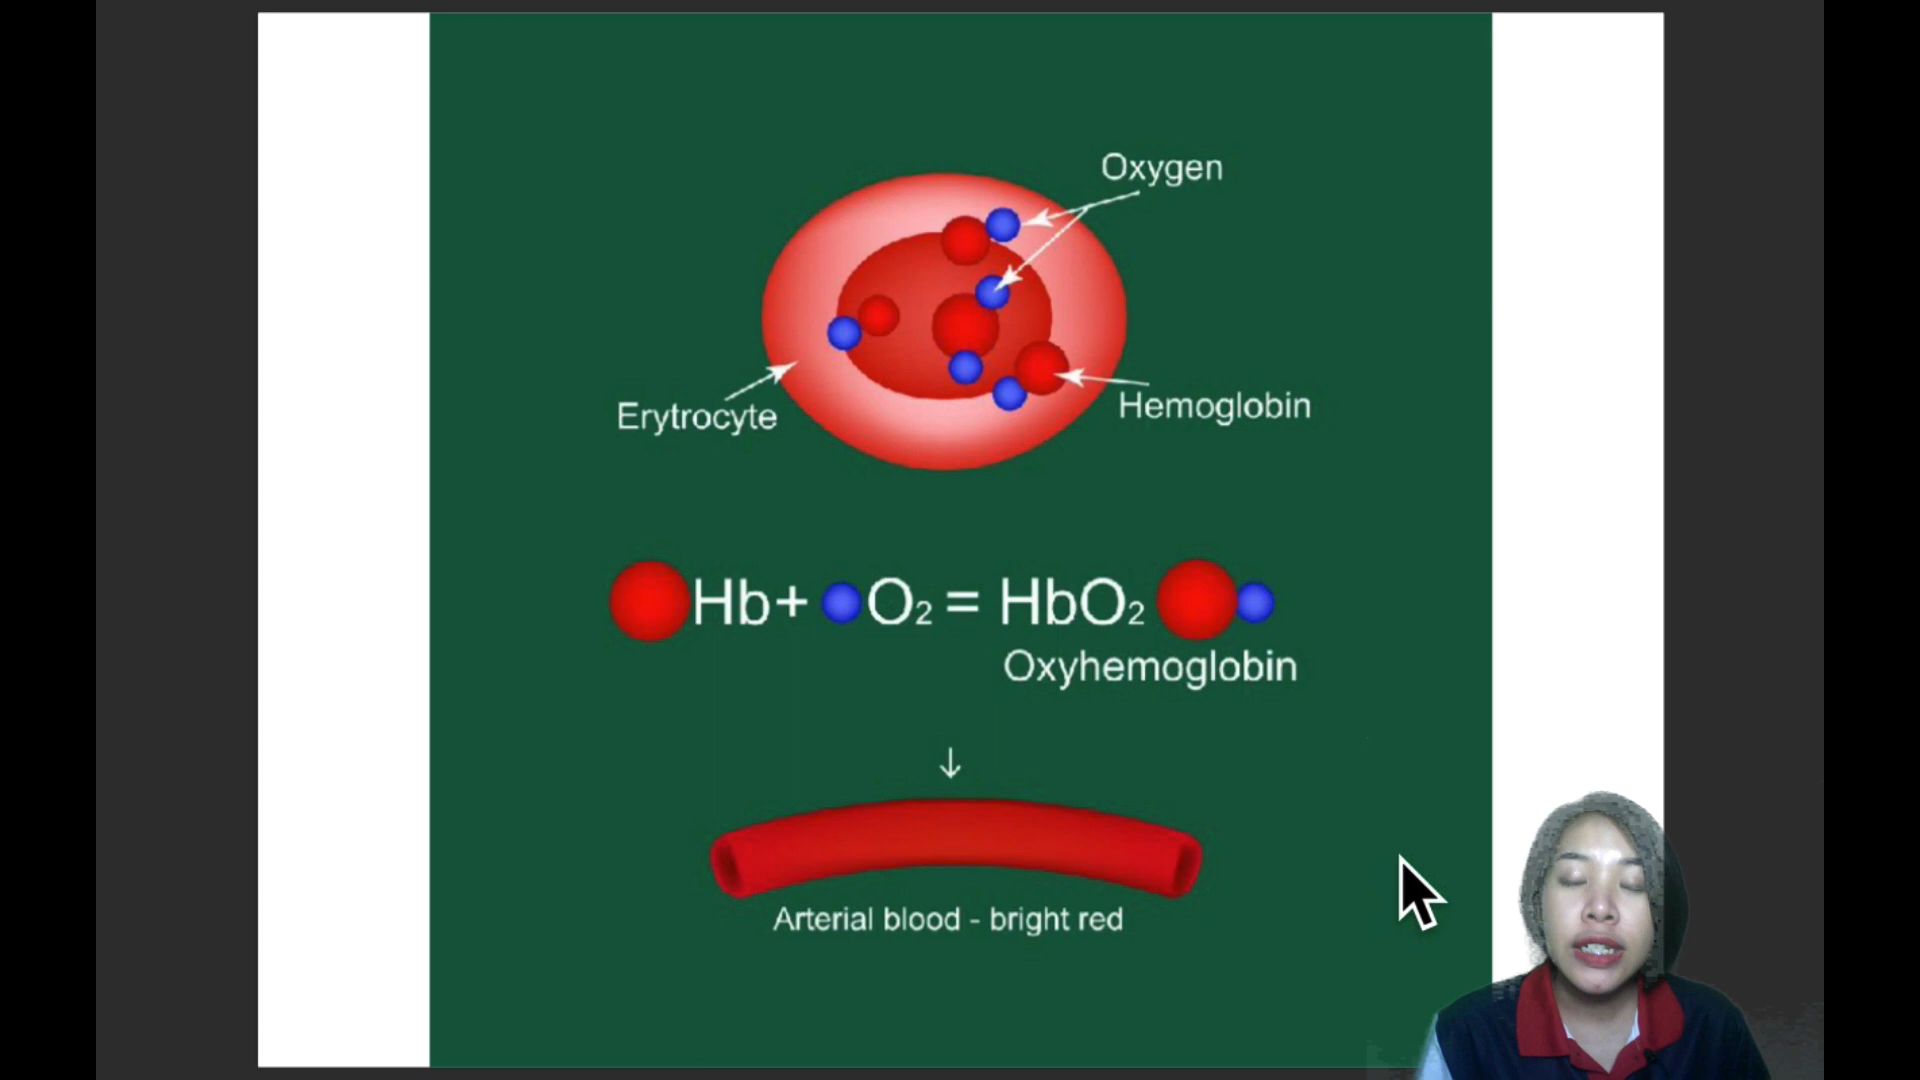 Oxygen
Erytrocyte
Hemoglobin
Hb+ O₂ = HbO₂
Oxyhemoglobin
↓
Arterial blood - bright red